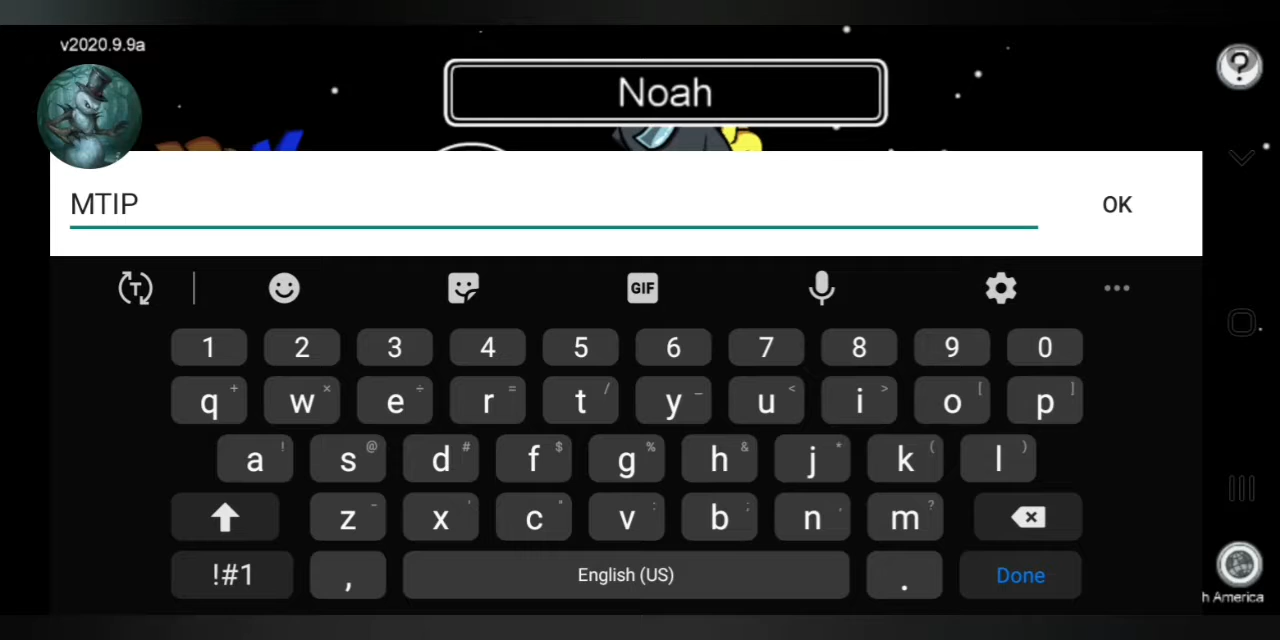 v2020.9.9a
Noah
MTIP
OK
GIF
1 2 3 4 5 6 7 8 9 0
q + w × e ÷ r = t / y _ u < i > o [ p ]
a ! s @ d # f $ g % h & j * k ( l )
z - x ' c " v : b ; n , m ?
!#1 , English (US) . Done
h America